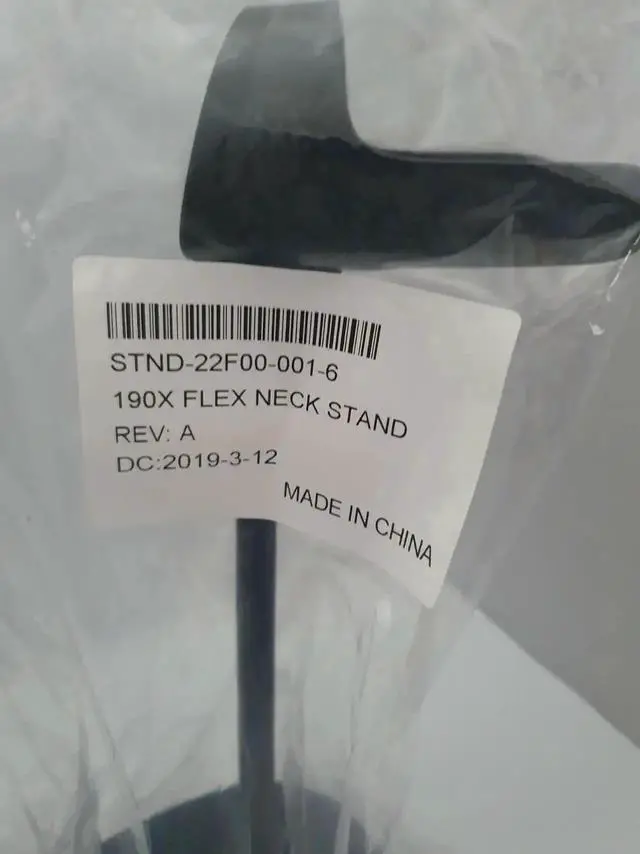 STND-22F00-001-6
190X FLEX NECK STAND
REV: A
DC:2019-3-12
MADE IN CHINA